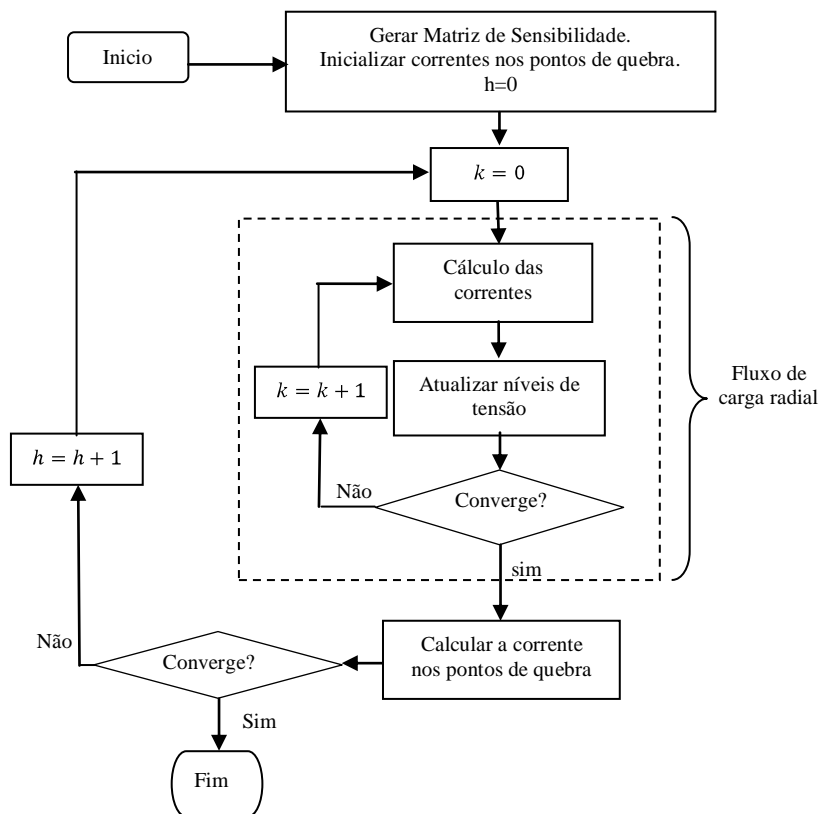 Inicio
Gerar Matriz de Sensibilidade.
Inicializar correntes nos pontos de quebra.
h=0
k = 0
Cálculo das
correntes
k = k + 1
Atualizar níveis de
tensão
Fluxo de
carga radial
h = h + 1
Não
Converge?
sim
Calcular a corrente
nos pontos de quebra
Não
Converge?
Sim
Fim